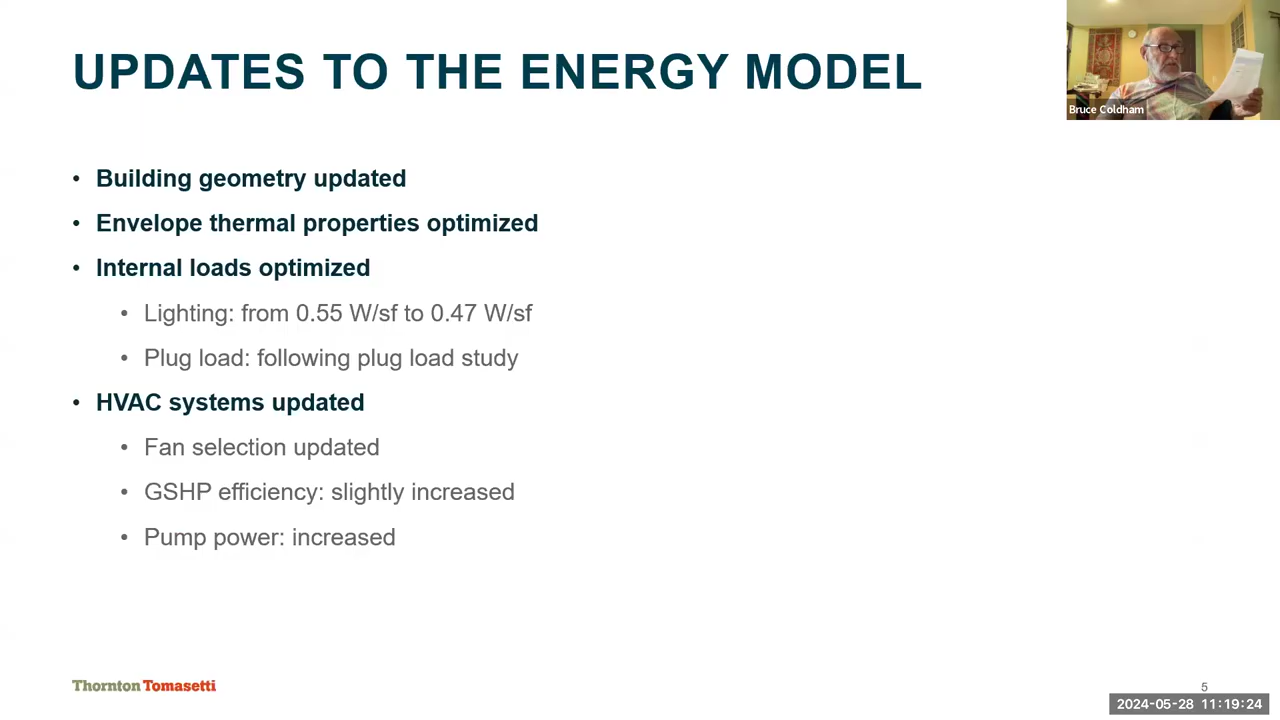 UPDATES TO THE ENERGY MODEL
Bruce Coldham
• Building geometry updated
• Envelope thermal properties optimized
• Internal loads optimized
• Lighting: from 0.55 W/sf to 0.47 W/sf
• Plug load: following plug load study
• HVAC systems updated
• Fan selection updated
• GSHP efficiency: slightly increased
• Pump power: increased
Thornton Tomasetti
5
2024-05-28 11:19:24